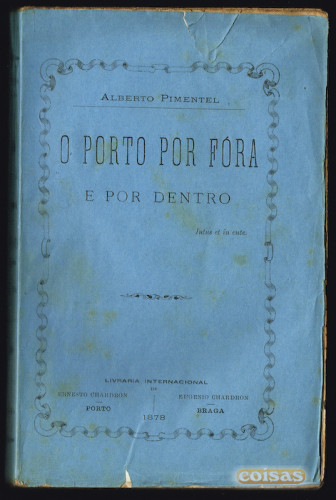 ALBERTO PIMENTEL
O PORTO POR FÓRA
E POR DENTRO
Intus et in cute.
LIVRARIA INTERNACIONAL
DE
ERNESTO CHARDRON
PORTO
EUGENIO CHARDRON
BRAGA
1878
coisas